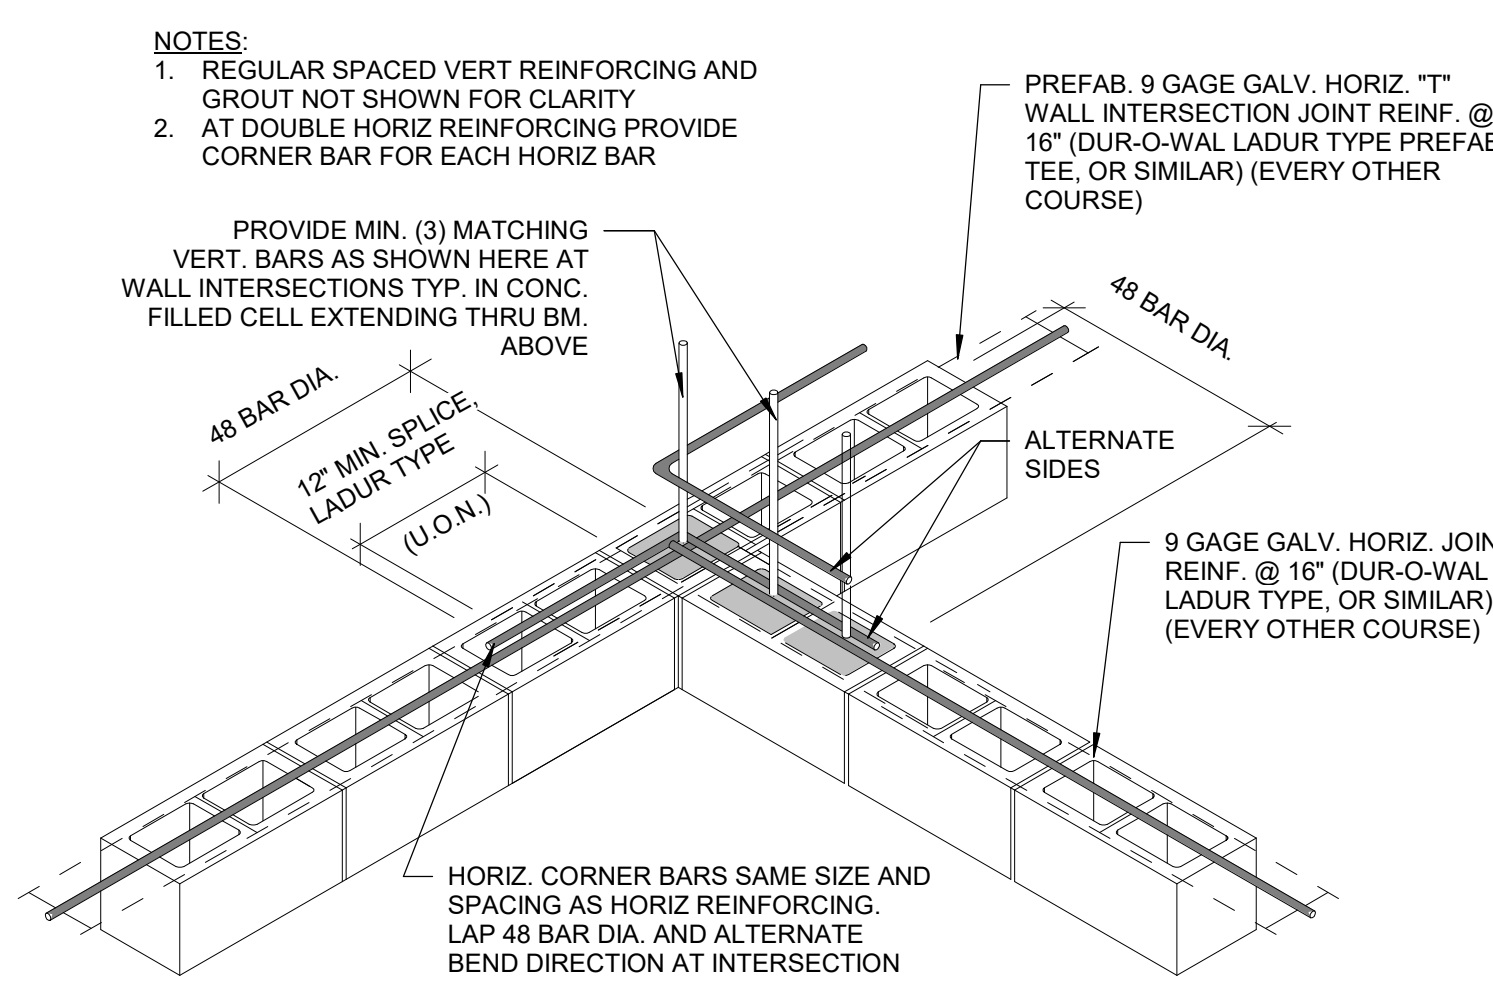 NOTES:
1. REGULAR SPACED VERT REINFORCING AND
GROUT NOT SHOWN FOR CLARITY
2. AT DOUBLE HORIZ REINFORCING PROVIDE
CORNER BAR FOR EACH HORIZ BAR
PREFAB. 9 GAGE GALV. HORIZ. "T"
WALL INTERSECTION JOINT REINF. @
16" (DUR-O-WAL LADUR TYPE PREFAB
TEE, OR SIMILAR) (EVERY OTHER
COURSE)
PROVIDE MIN. (3) MATCHING
VERT. BARS AS SHOWN HERE AT
WALL INTERSECTIONS TYP. IN CONC.
FILLED CELL EXTENDING THRU BM.
ABOVE
48 BAR DIA.
48 BAR DIA.
12" MIN. SPLICE,
LADUR TYPE
(U.O.N.)
ALTERNATE
SIDES
9 GAGE GALV. HORIZ. JOIN
REINF. @ 16" (DUR-O-WAL
LADUR TYPE, OR SIMILAR)
(EVERY OTHER COURSE)
HORIZ. CORNER BARS SAME SIZE AND
SPACING AS HORIZ REINFORCING.
LAP 48 BAR DIA. AND ALTERNATE
BEND DIRECTION AT INTERSECTION